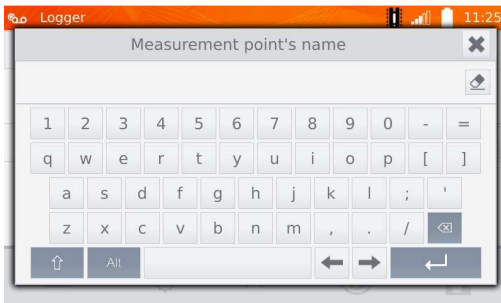 Logger 11:25
Measurement point's name
1 2 3 4 5 6 7 8 9 0 - =
q w e r t y u i o p [ ]
a s d f g h j k l ; '
z x c v b n m , . /
Alt